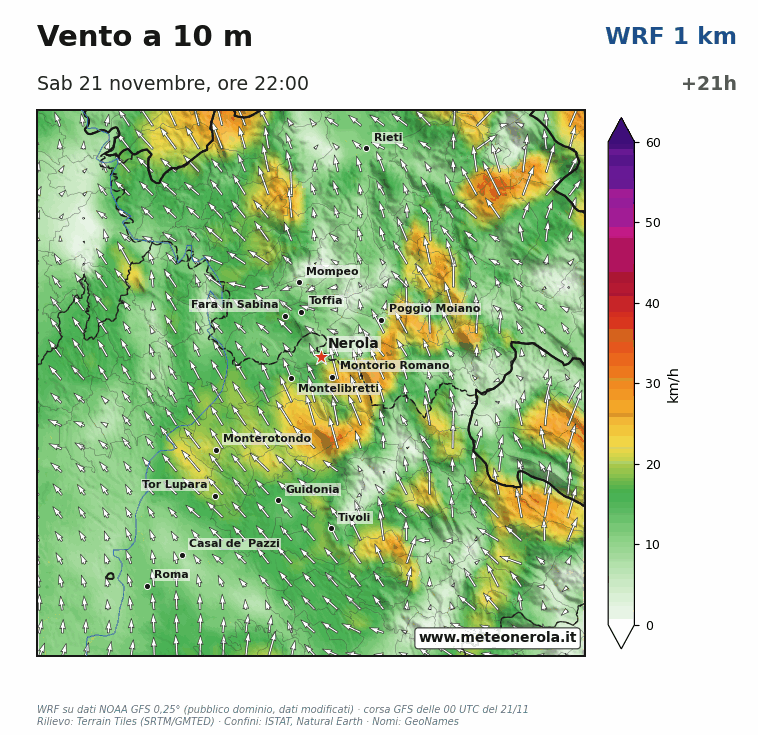 Vento a 10 m
WRF 1 km
Sab 21 novembre, ore 22:00
+21h
Rieti
Mompeo
Fara in Sabina
Toffia
Poggio Moiano
Nerola
Montorio Romano
Montelibretti
Monterotondo
Tor Lupara
Guidonia
Tivoli
Casal de' Pazzi
Roma
www.meteonerola.it
60
50
40
30
20
10
0
km/h
WRF su dati NOAA GFS 0,25° (pubblico dominio, dati modificati) · corsa GFS delle 00 UTC del 21/11
Rilievo: Terrain Tiles (SRTM/GMTED) · Confini: ISTAT, Natural Earth · Nomi: GeoNames